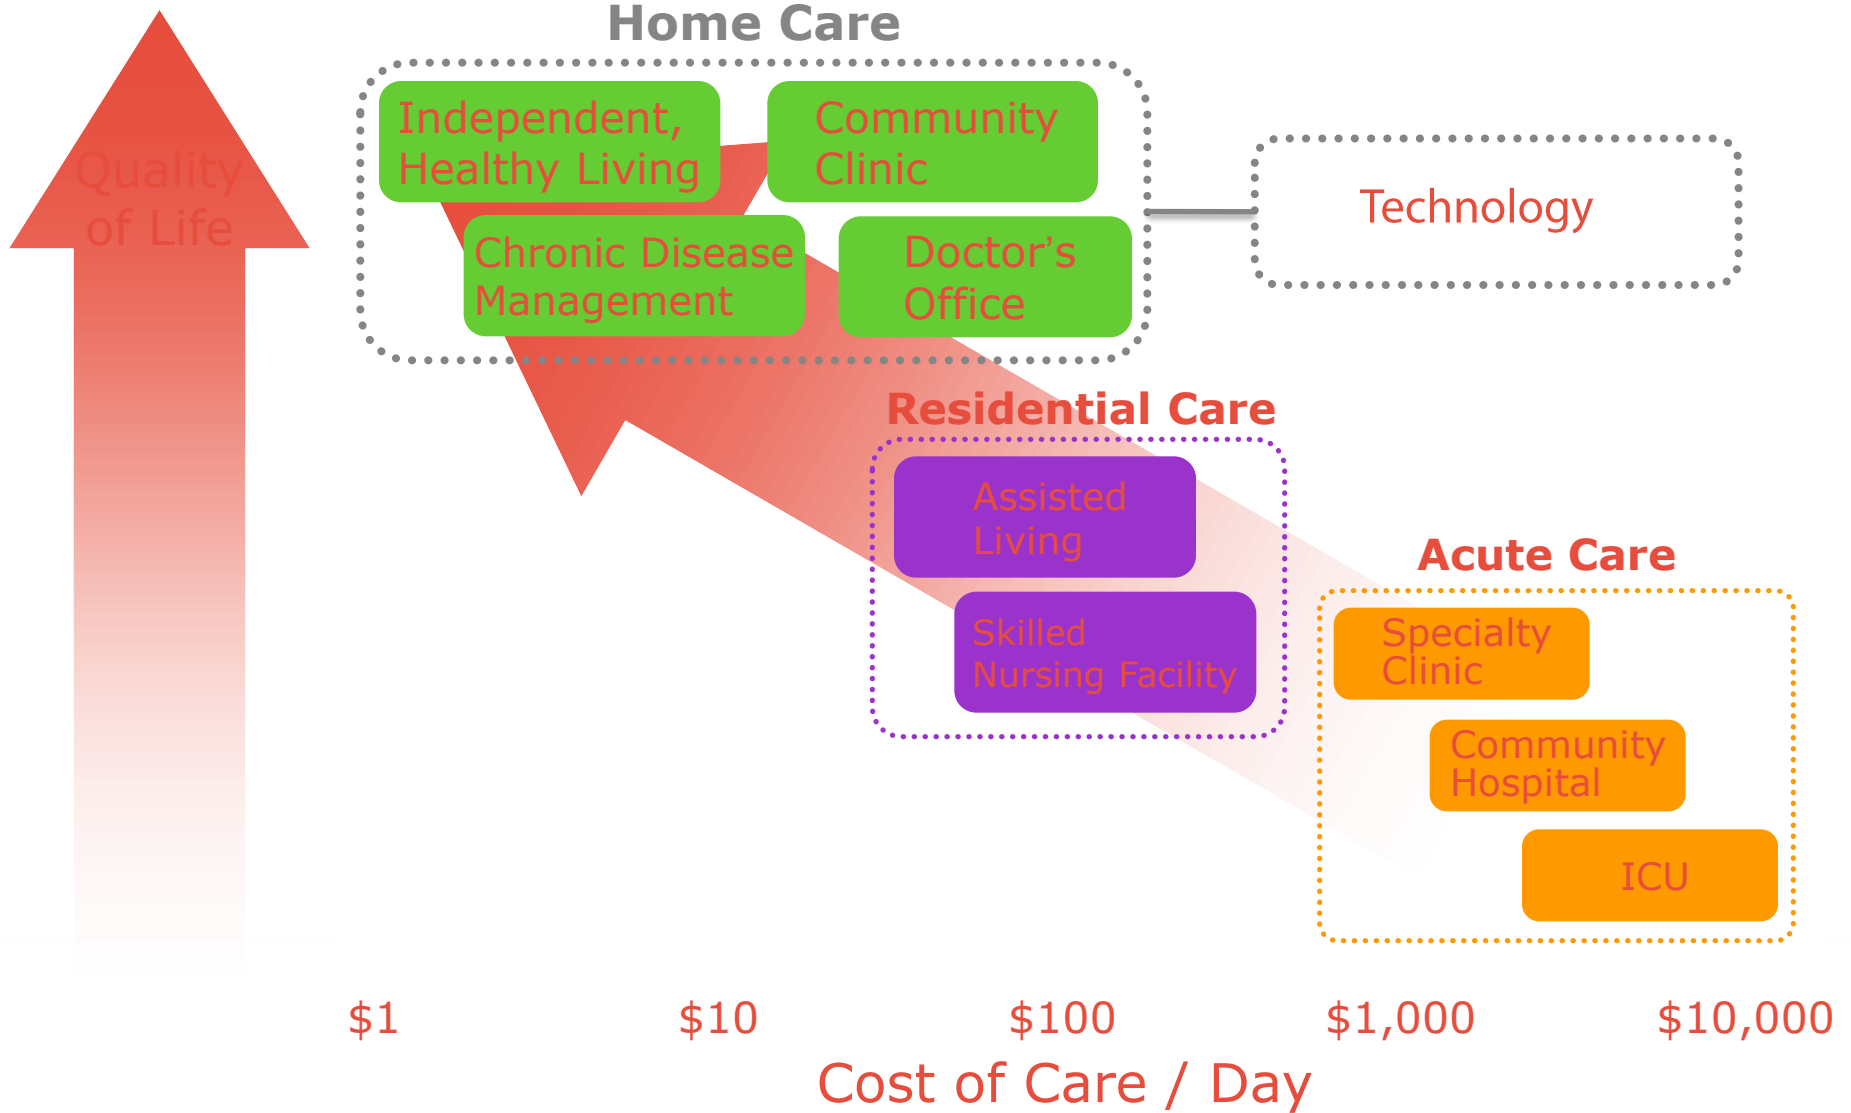 Home Care
Independent,
Healthy Living
Community
Clinic
Quality
of Life
Technology
Chronic Disease
Management
Doctor’s
Office
Residential Care
Assisted
Living
Skilled
Nursing Facility
Acute Care
Specialty
Clinic
Community
Hospital
ICU
$1 $10 $100 $1,000 $10,000
Cost of Care / Day